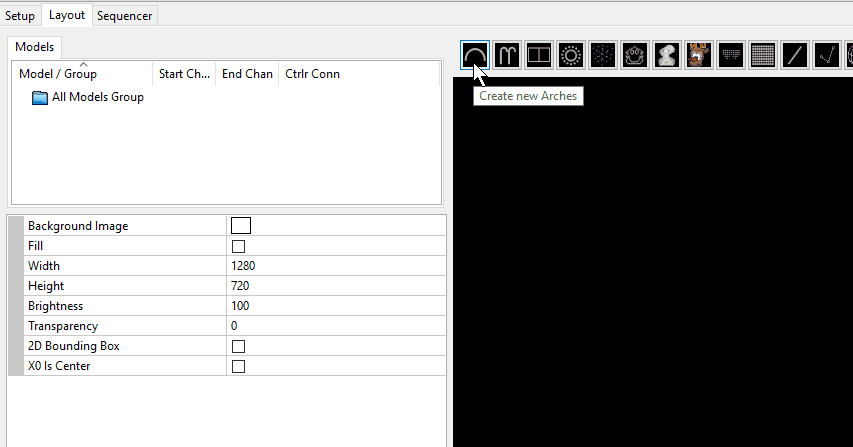 Setup Layout Sequencer
Models
Model / Group Start Ch... End Chan Ctrlr Conn
All Models Group
Create new Arches
Background Image
Fill
Width 1280
Height 720
Brightness 100
Transparency 0
2D Bounding Box
X0 Is Center